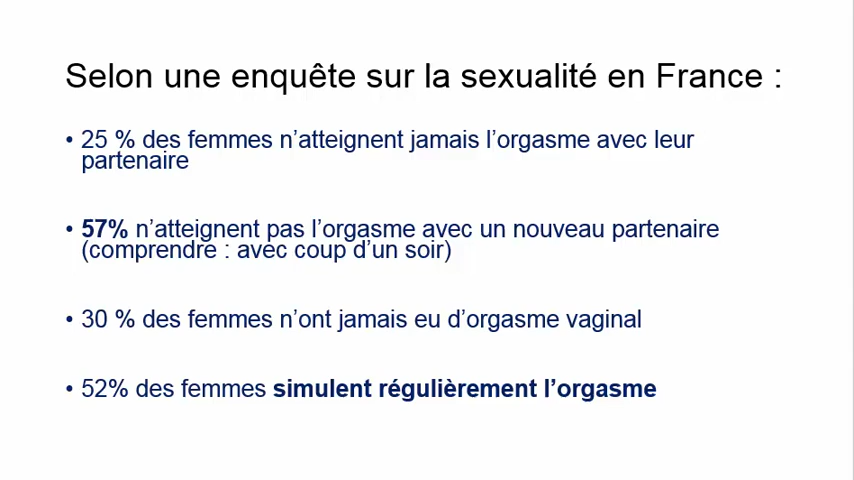 Selon une enquête sur la sexualité en France :
• 25 % des femmes n’atteignent jamais l’orgasme avec leur
partenaire
• 57% n’atteignent pas l’orgasme avec un nouveau partenaire
(comprendre : avec coup d’un soir)
• 30 % des femmes n’ont jamais eu d’orgasme vaginal
• 52% des femmes simulent régulièrement l’orgasme